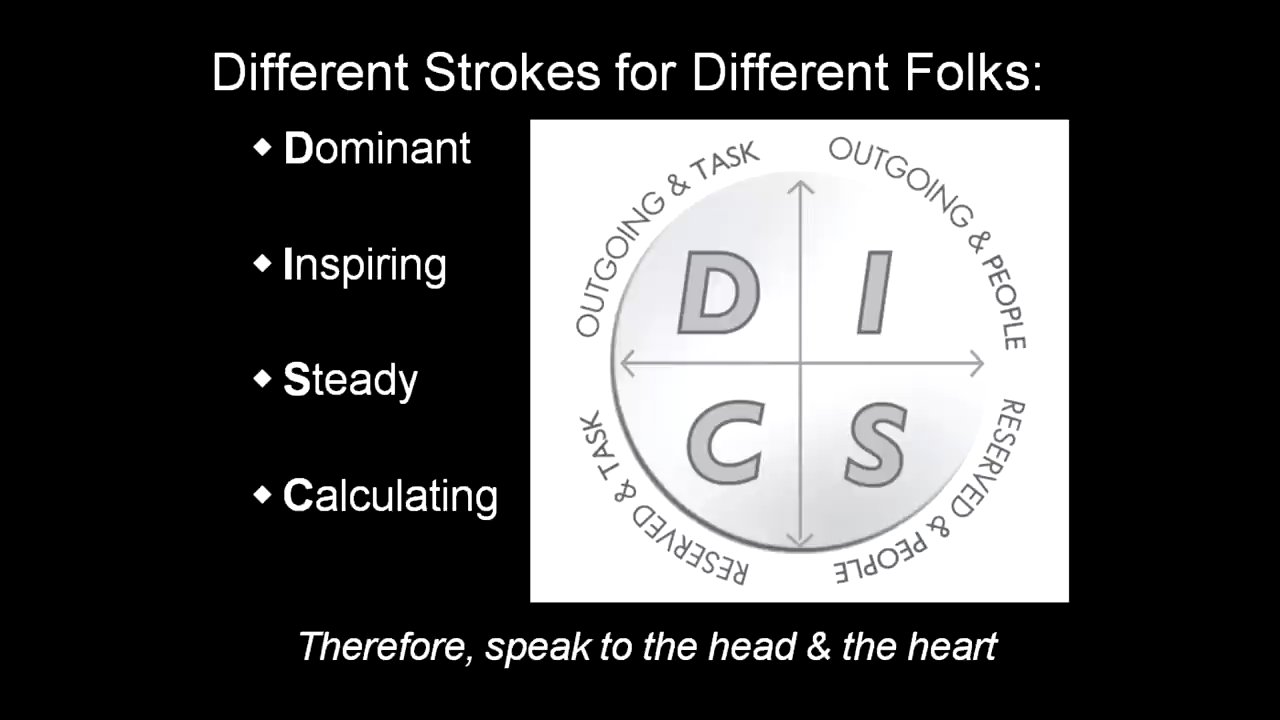 Different Strokes for Different Folks:
◆ Dominant
◆ Inspiring
◆ Steady
◆ Calculating
OUTGOING & TASK
OUTGOING & PEOPLE
D I
C S
RESERVED & TASK
RESERVED & PEOPLE
Therefore, speak to the head & the heart